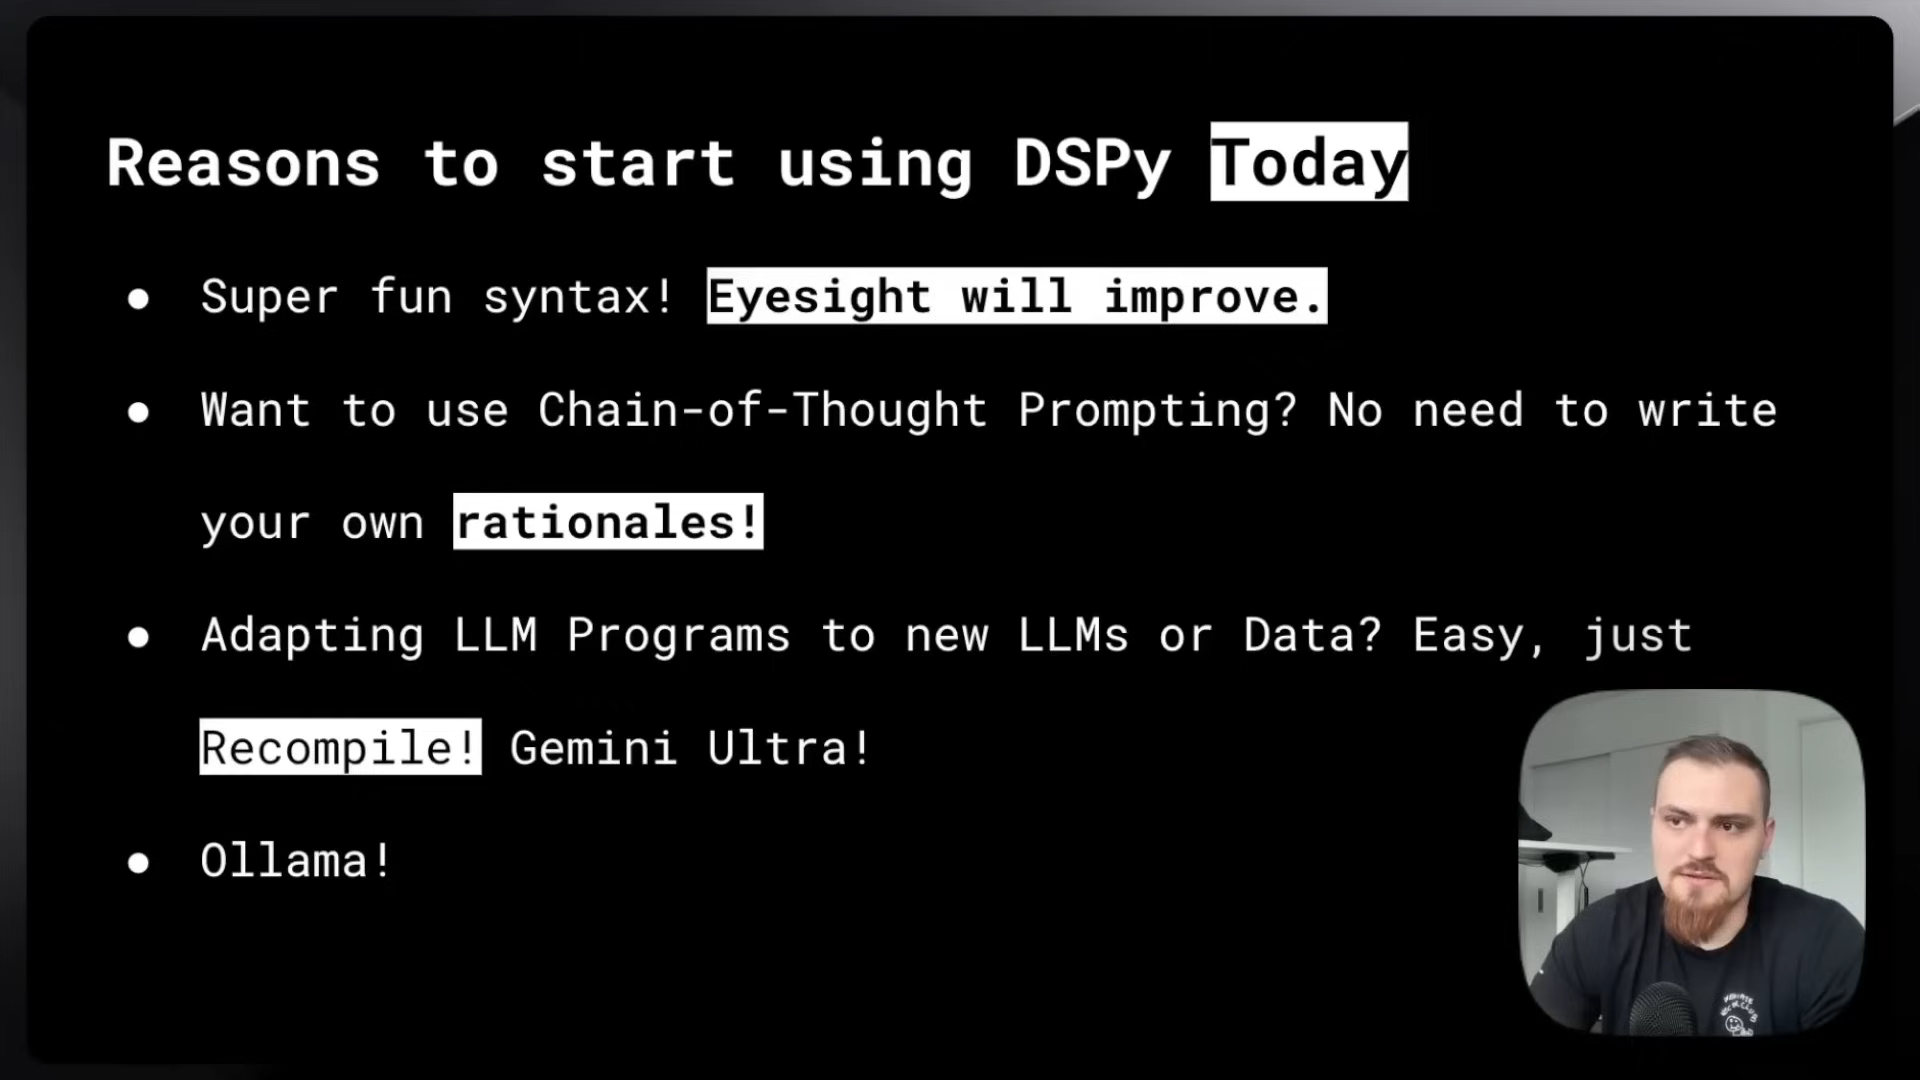 Reasons to start using DSPy Today
● Super fun syntax! Eyesight will improve.
● Want to use Chain-of-Thought Prompting? No need to write
your own rationales!
● Adapting LLM Programs to new LLMs or Data? Easy, just
Recompile! Gemini Ultra!
● Ollama!